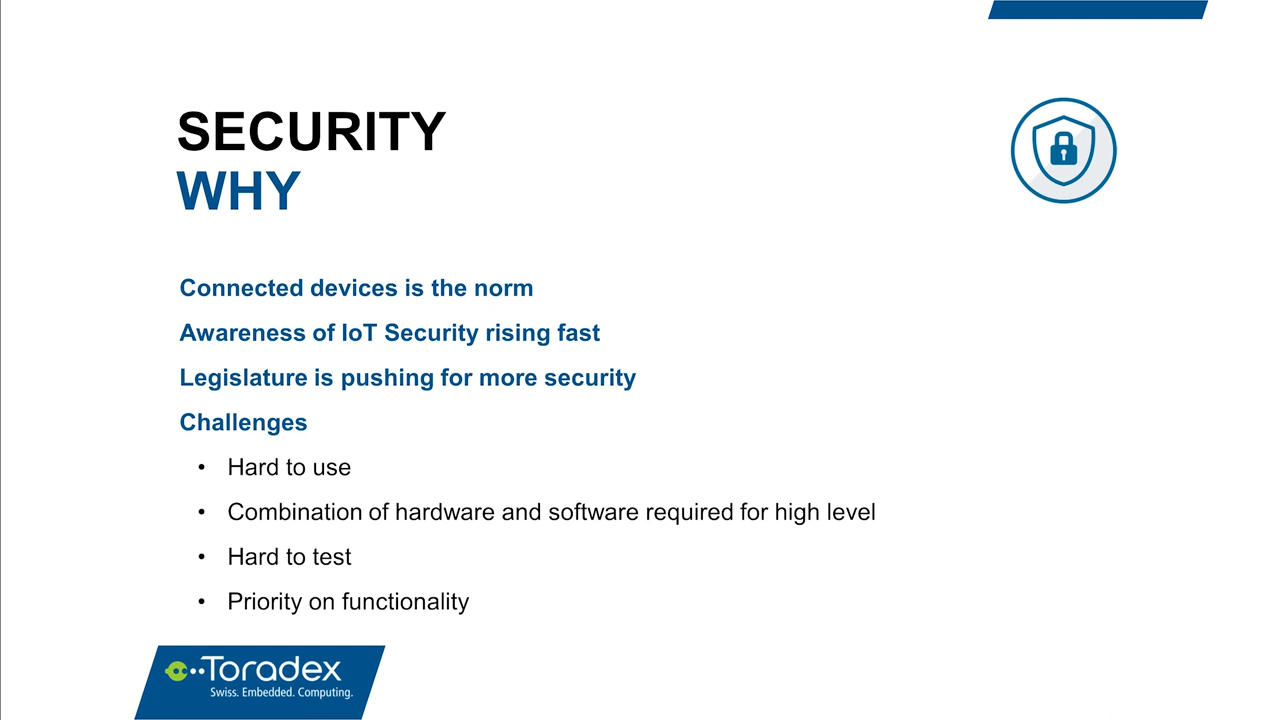 SECURITY
WHY
Connected devices is the norm
Awareness of IoT Security rising fast
Legislature is pushing for more security
Challenges
• Hard to use
• Combination of hardware and software required for high level
• Hard to test
• Priority on functionality
Toradex
Swiss. Embedded. Computing.